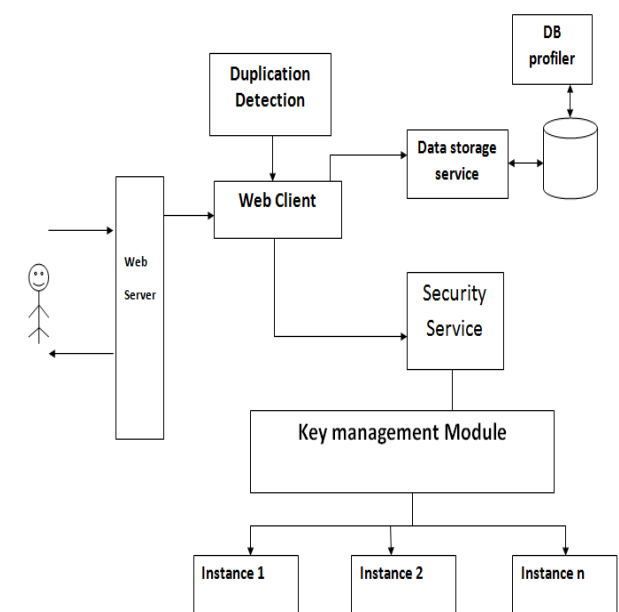 DB
profiler
Duplication
Detection
Data storage
service
Web Client
Web
Server
Security
Service
Key management Module
Instance 1
Instance 2
Instance n